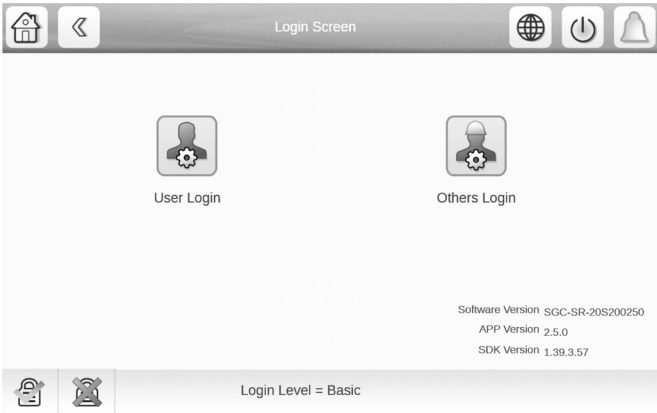 Login Screen
User Login
Others Login
Software Version SGC-SR-20S200250
APP Version 2.5.0
SDK Version 1.39.3.57
Login Level = Basic